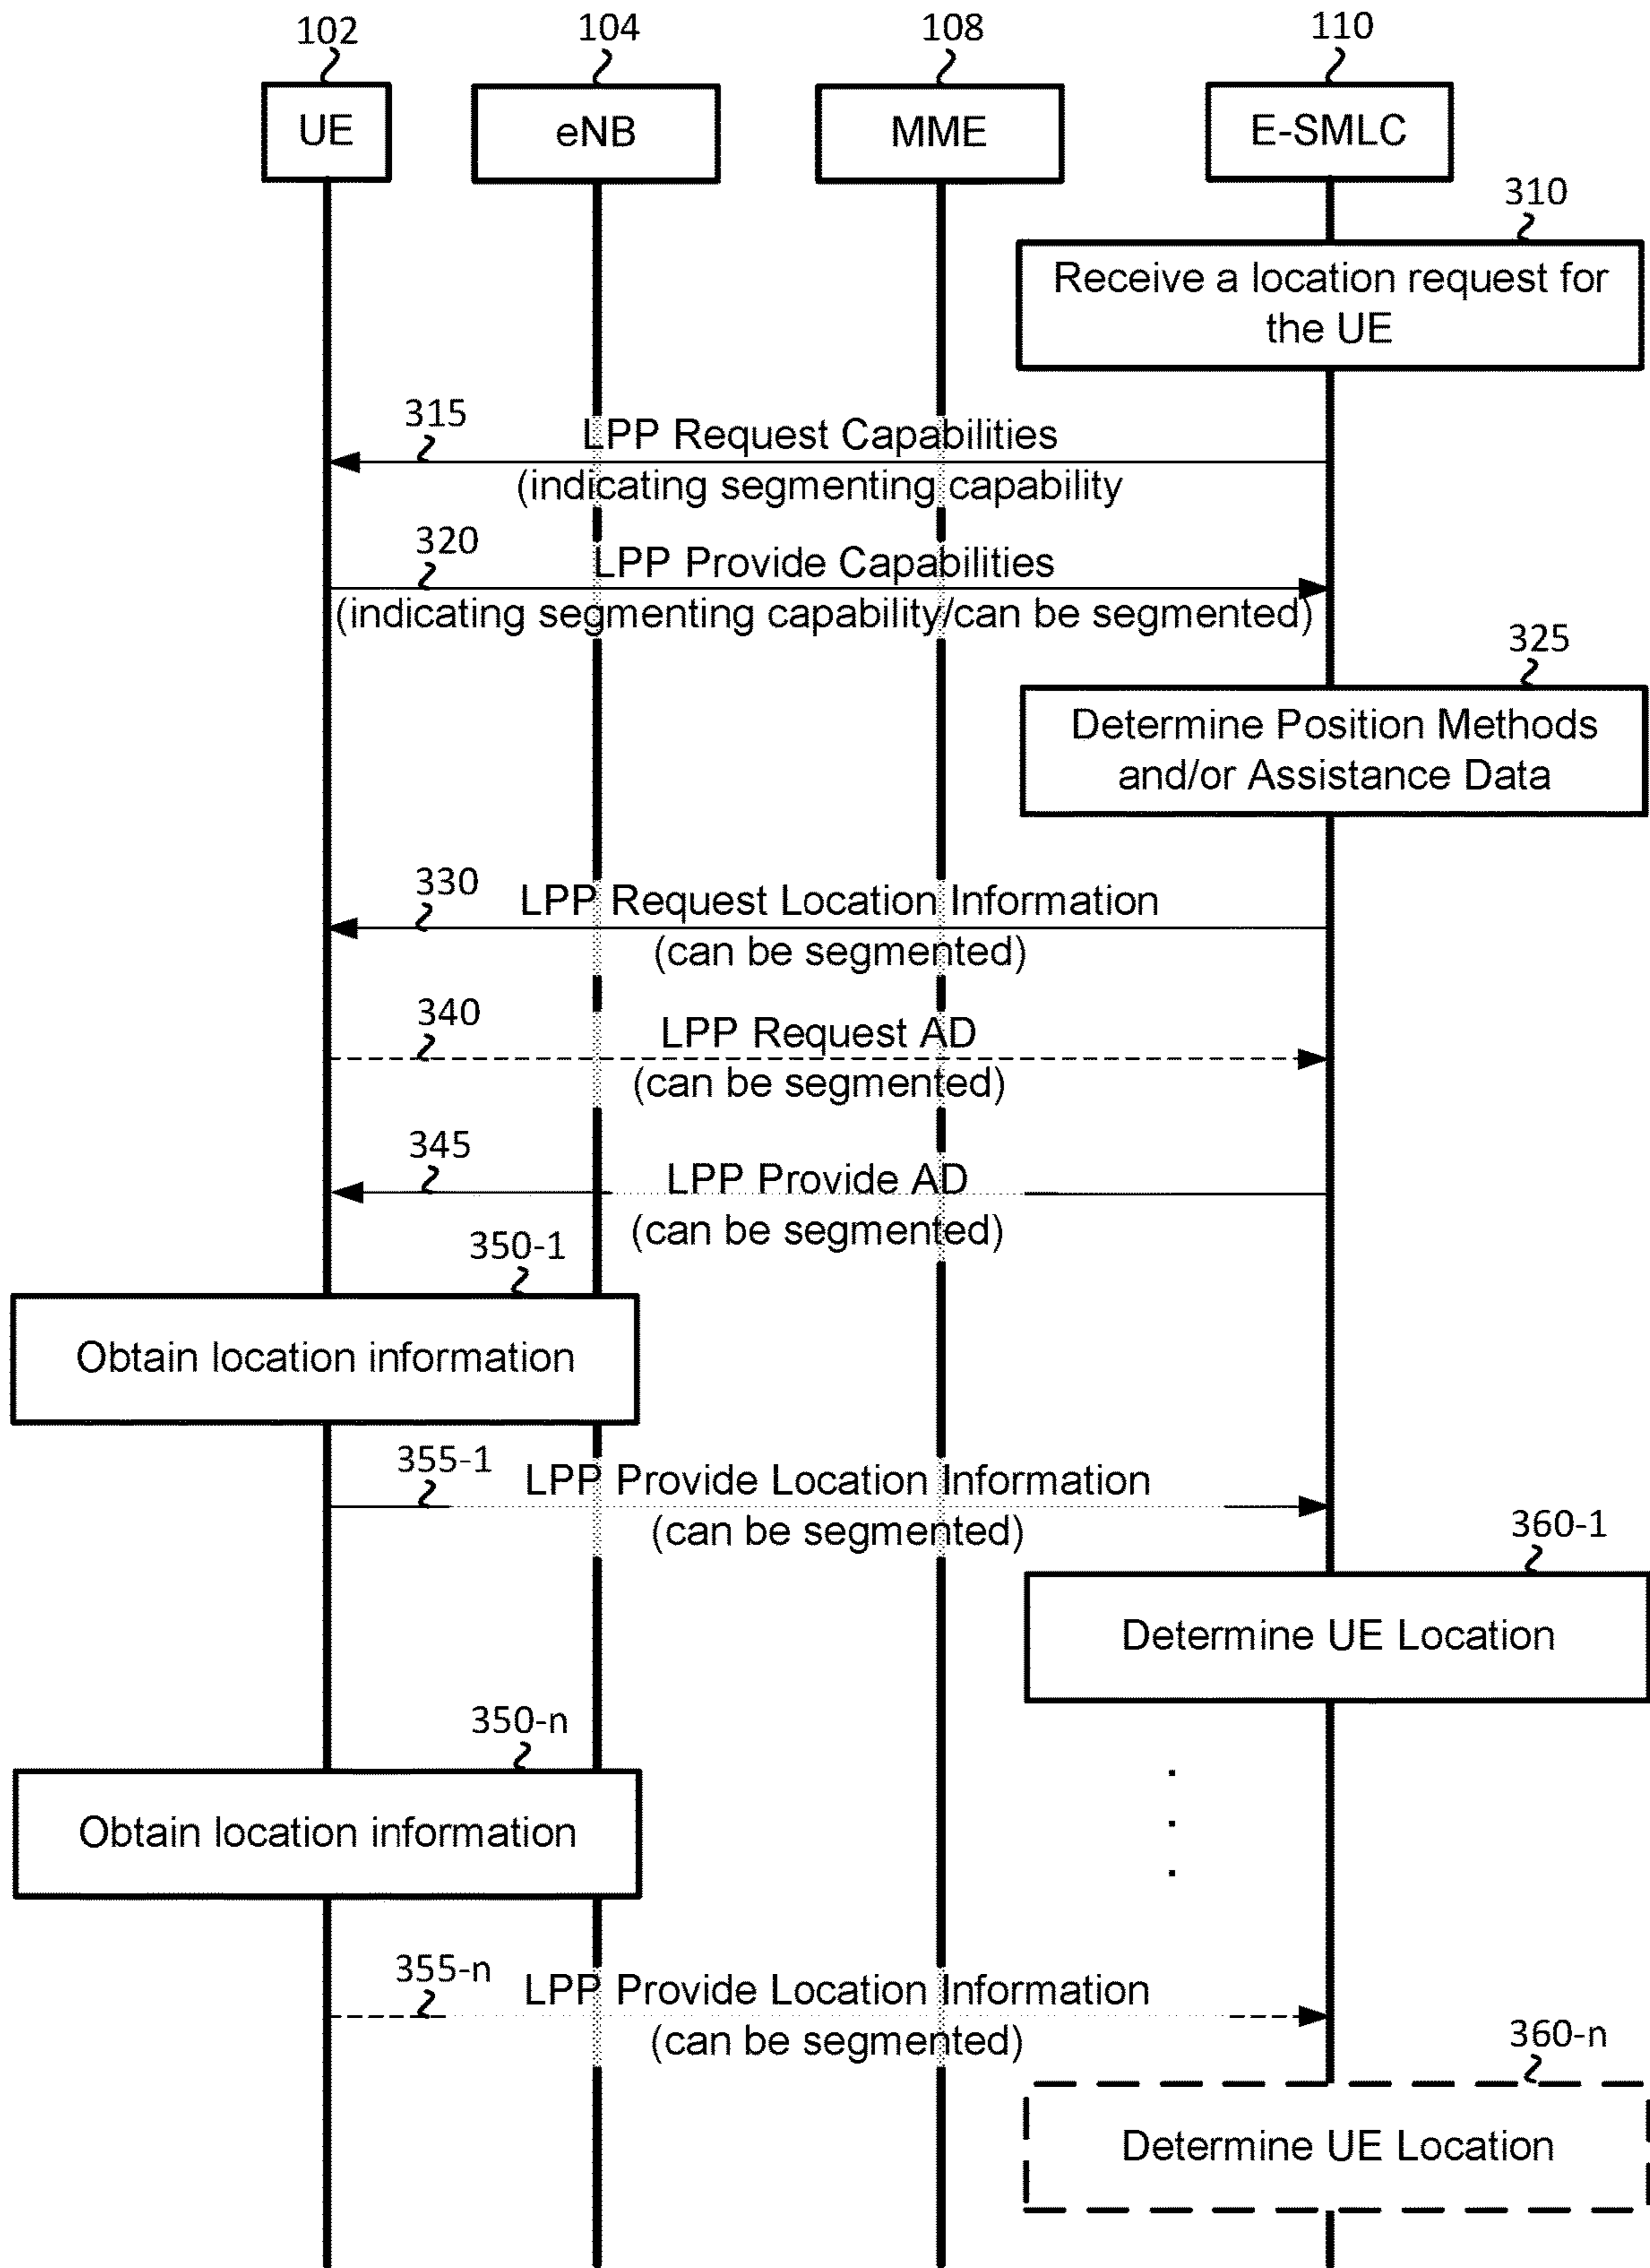 102
104
108
110
UE
eNB
MME
E-SMLC
310
Receive a location request for
the UE
315
LPP Request Capabilities
(indicating segmenting capability
320
LPP Provide Capabilities
(indicating segmenting capability/can be segmented)
325
Determine Position Methods
and/or Assistance Data
330
LPP Request Location Information
(can be segmented)
340
LPP Request AD
(can be segmented)
345
LPP Provide AD
(can be segmented)
350-1
Obtain location information
355-1
LPP Provide Location Information
(can be segmented)
360-1
Determine UE Location
350-n
Obtain location information
355-n
LPP Provide Location Information
(can be segmented)
360-n
Determine UE Location